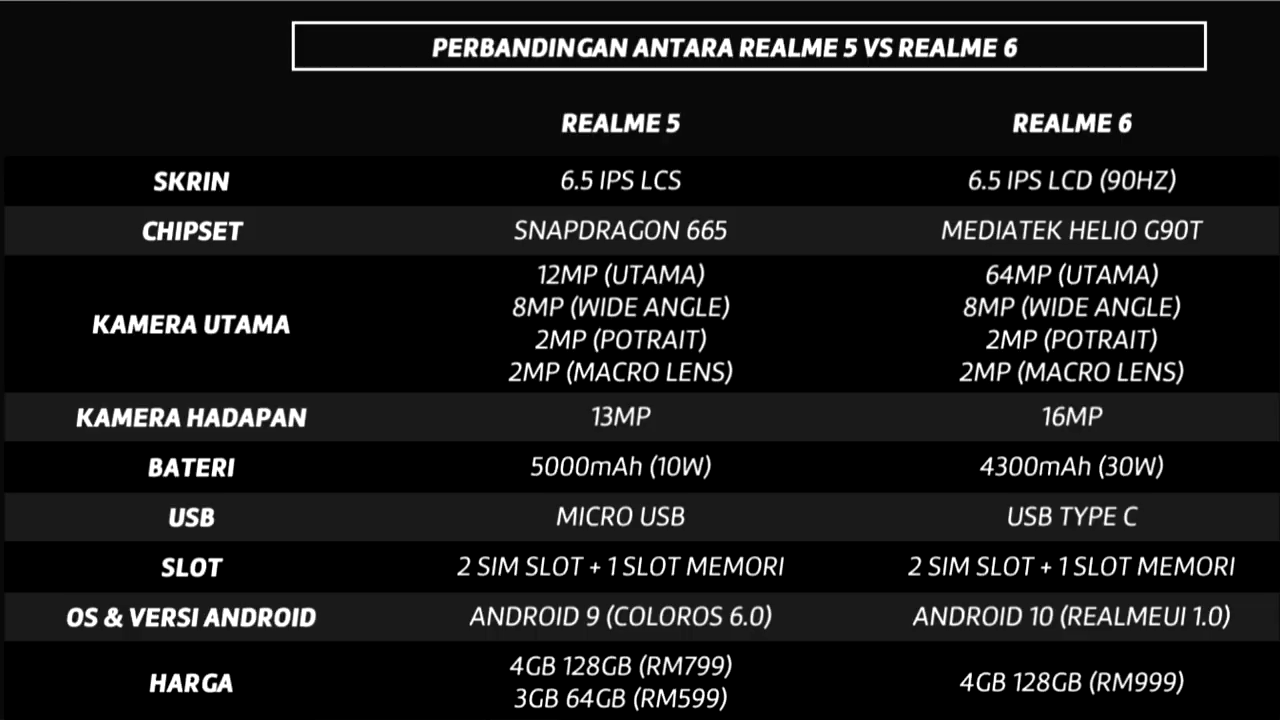 PERBANDINGAN ANTARA REALME 5 VS REALME 6
REALME 5 REALME 6
SKRIN 6.5 IPS LCS 6.5 IPS LCD (90HZ)
CHIPSET SNAPDRAGON 665 MEDIATEK HELIO G90T
KAMERA UTAMA
12MP (UTAMA) 64MP (UTAMA)
8MP (WIDE ANGLE) 8MP (WIDE ANGLE)
2MP (POTRAIT) 2MP (POTRAIT)
2MP (MACRO LENS) 2MP (MACRO LENS)
KAMERA HADAPAN 13MP 16MP
BATERI 5000mAh (10W) 4300mAh (30W)
USB MICRO USB USB TYPE C
SLOT 2 SIM SLOT + 1 SLOT MEMORI 2 SIM SLOT + 1 SLOT MEMORI
OS & VERSI ANDROID ANDROID 9 (COLOROS 6.0) ANDROID 10 (REALMEUI 1.0)
HARGA
4GB 128GB (RM799)
3GB 64GB (RM599)
4GB 128GB (RM999)